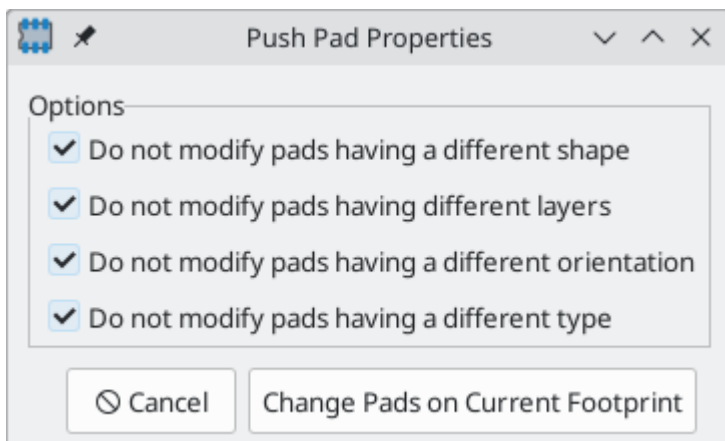 Push Pad Properties
Options
Do not modify pads having a different shape
Do not modify pads having different layers
Do not modify pads having a different orientation
Do not modify pads having a different type
Cancel
Change Pads on Current Footprint